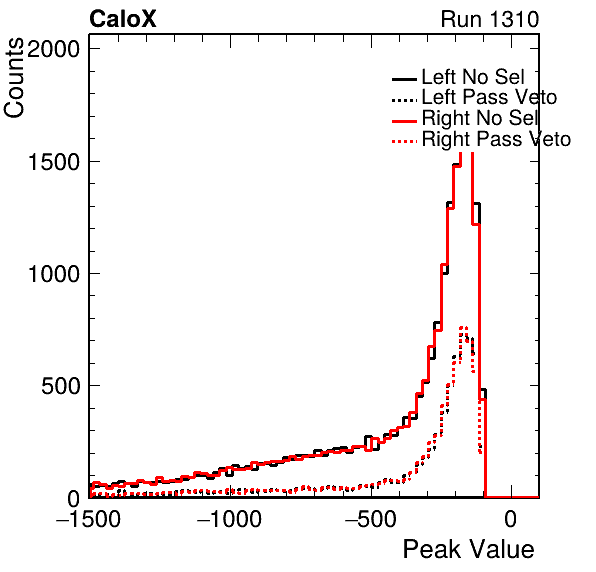 CaloX Run 1310
Counts
2000
Left No Sel
Left Pass Veto
Right No Sel
Right Pass Veto
1500
1000
500
0
−1500 −1000 −500 0
Peak Value